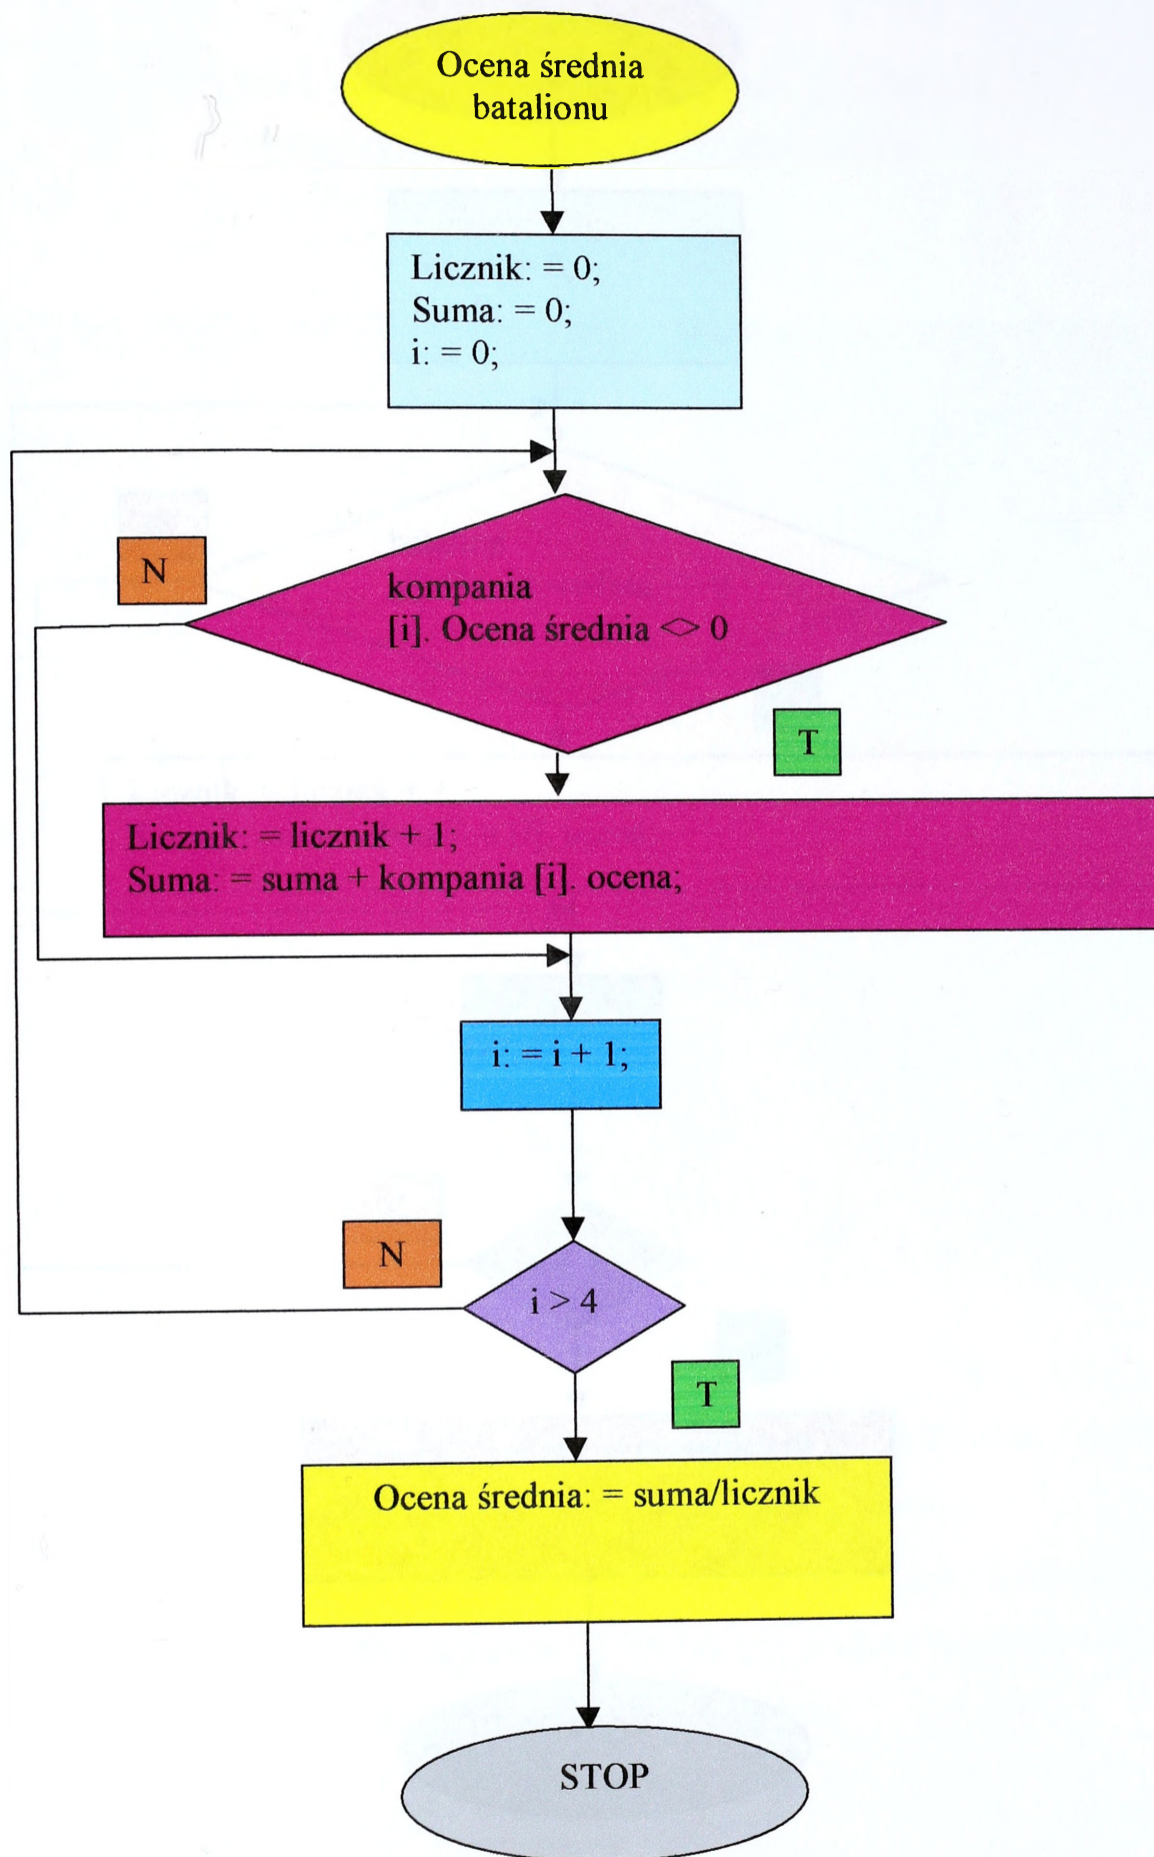 Ocena średnia
batalionu
Licznik: = 0;
Suma: = 0;
i: = 0;
N
kompania
[i]. Ocena średnia <> 0
T
Licznik: = licznik + 1;
Suma: = suma + kompania [i]. ocena;
i: = i + 1;
N
i > 4
T
Ocena średnia: = suma/licznik
STOP